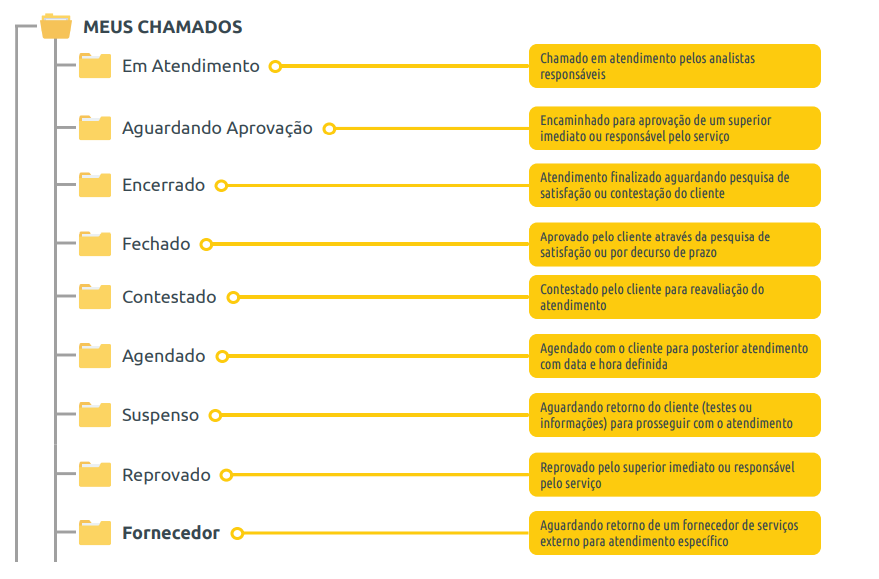 MEUS CHAMADOS
Em Atendimento
Chamado em atendimento pelos analistas
responsáveis
Aguardando Aprovação
Encaminhado para aprovação de um superior
imediato ou responsável pelo serviço
Encerrado
Atendimento finalizado aguardando pesquisa de
satisfação ou contestação do cliente
Fechado
Aprovado pelo cliente através da pesquisa de
satisfação ou por decurso de prazo
Contestado
Contestado pelo cliente para reavaliação do
atendimento
Agendado
Agendado com o cliente para posterior atendimento
com data e hora definida
Suspenso
Aguardando retorno do cliente (testes ou
informações) para prosseguir com o atendimento
Reprovado
Reprovado pelo superior imediato ou responsável
pelo serviço
Fornecedor
Aguardando retorno de um fornecedor de serviços
externo para atendimento específico